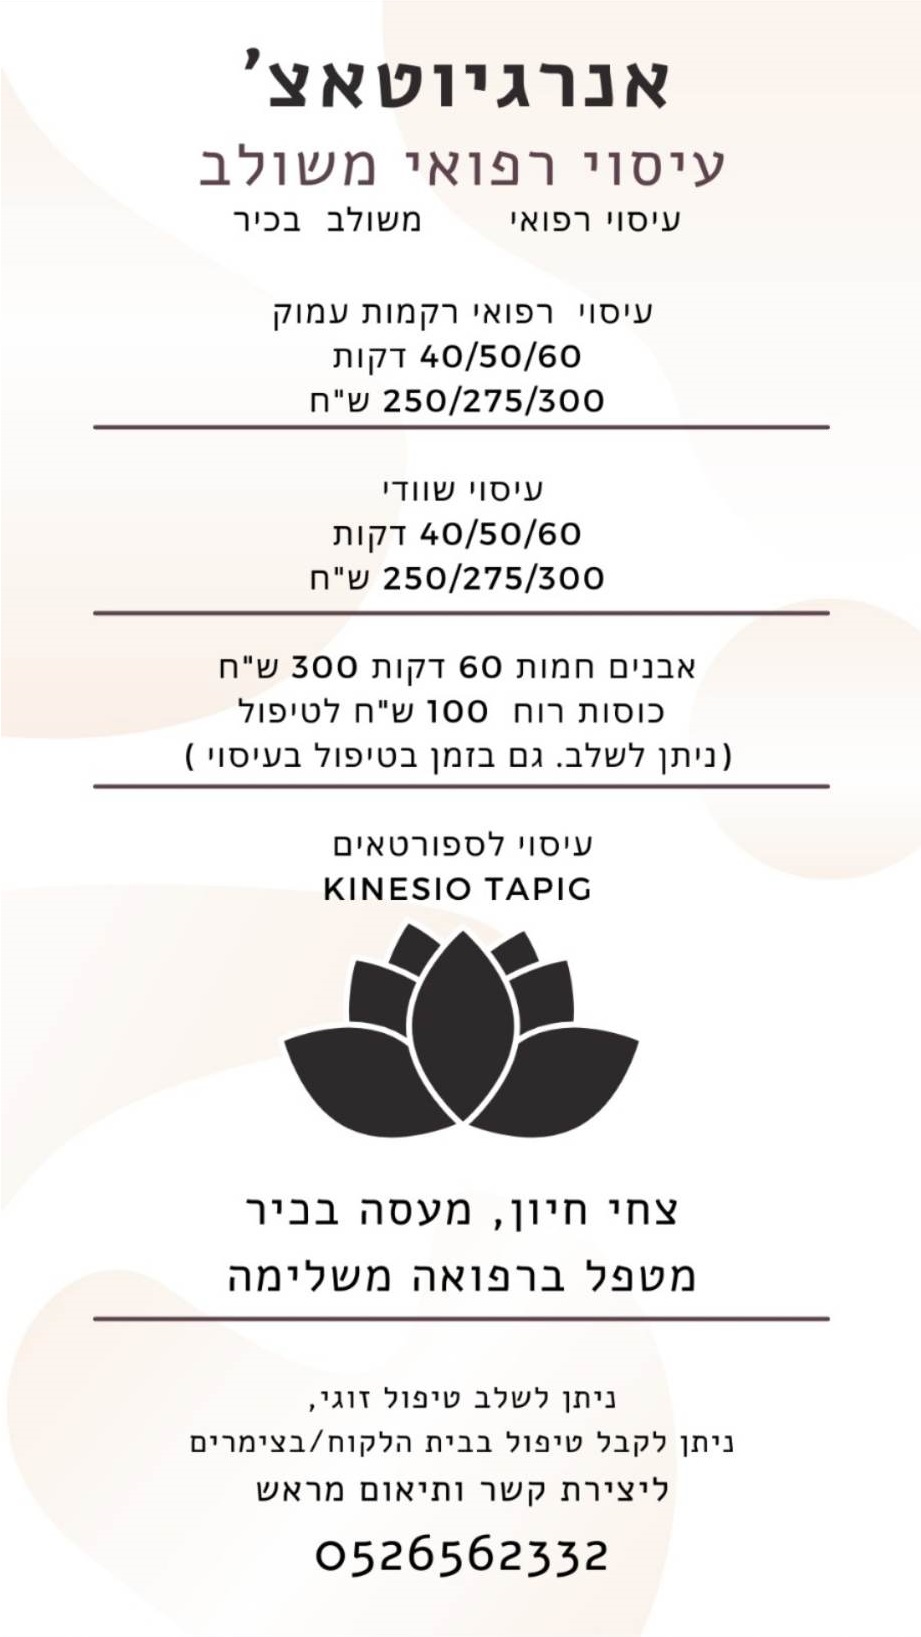 אנרגיוטאצ'
עיסוי רפואי משולב
עיסוי רפואי משולב בכיר
עיסוי רפואי רקמות עמוק
40/50/60 דקות
250/275/300 ש"ח
עיסוי שוודי
40/50/60 דקות
250/275/300 ש"ח
אבנים חמות 60 דקות 300 ש"ח
כוסות רוח 100 ש"ח לטיפול
(ניתן לשלב. גם בזמן בטיפול בעיסוי )
עיסוי לספורטאים
KINESIO TAPIG
צחי חיון, מעסה בכיר
מטפל ברפואה משלימה
ניתן לשלב טיפול זוגי,
ניתן לקבל טיפול בבית הלקוח/בצימרים
ליצירת קשר ותיאום מראש
0526562332